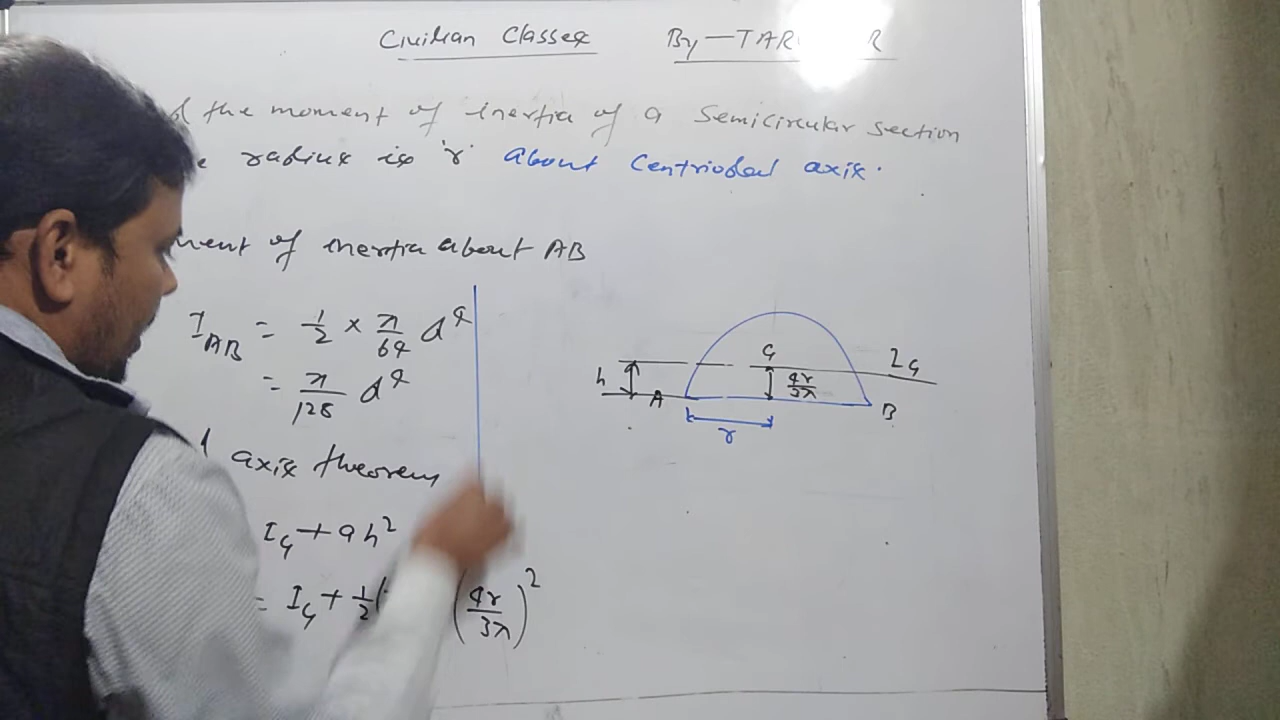 Civilian Classes By - TAR R
the moment of inertia of a Semicircular section
radius is 'r' About Centriodal axis.
of inertia about AB
I_AB = 1/2 × π/64 d⁴
= π/128 d⁴
axis theorem
I_G + ah²
= I_G + 1/2 (4r/3π)²
G
I_G
h
4r/3π
A
B
r